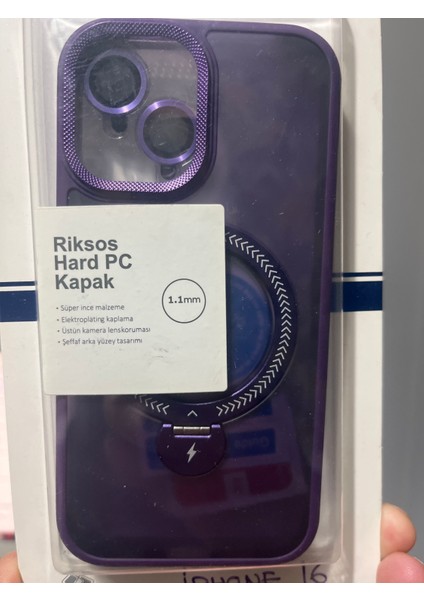 Riksos
Hard PC
Kapak
1.1mm
• Süper ince malzeme
• Elektroplating kaplama
• Üstün kamera lenskoruması
• Şeffaf arka yüzey tasarımı
iPHONE 16